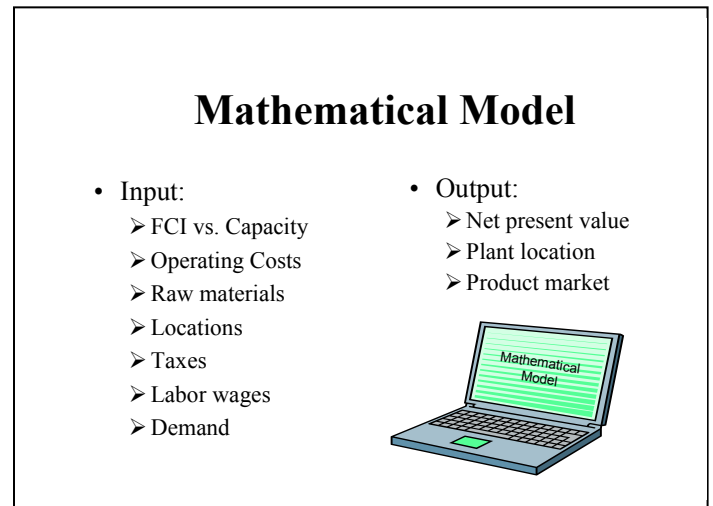 Mathematical Model
• Input:
➢ FCI vs. Capacity
➢ Operating Costs
➢ Raw materials
➢ Locations
➢ Taxes
➢ Labor wages
➢ Demand
• Output:
➢ Net present value
➢ Plant location
➢ Product market
Mathematical
Model